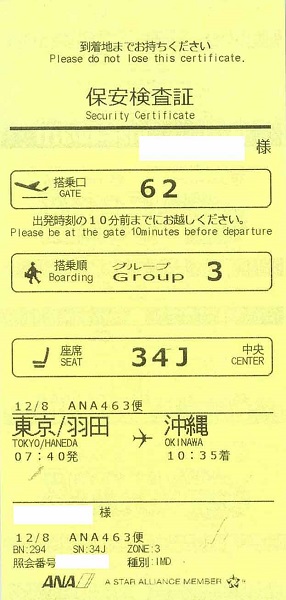 到着地までお持ちください
Please do not lose this certificate.
保安検査証
Security Certificate
様
搭乗口 GATE 62
出発時刻の10分前までにお越しください。
Please be at the gate 10minutes before departure
搭乗順 Boarding グループ Group 3
座席 SEAT 34J 中央 CENTER
12/8 ANA463便
東京/羽田 沖縄
TOKYO/HANEDA OKINAWA
07:40発 10:35着
様
12/8 ANA463便
BN:294 SN:34J ZONE:3
照会番号 種別:IMD
ANA A STAR ALLIANCE MEMBER